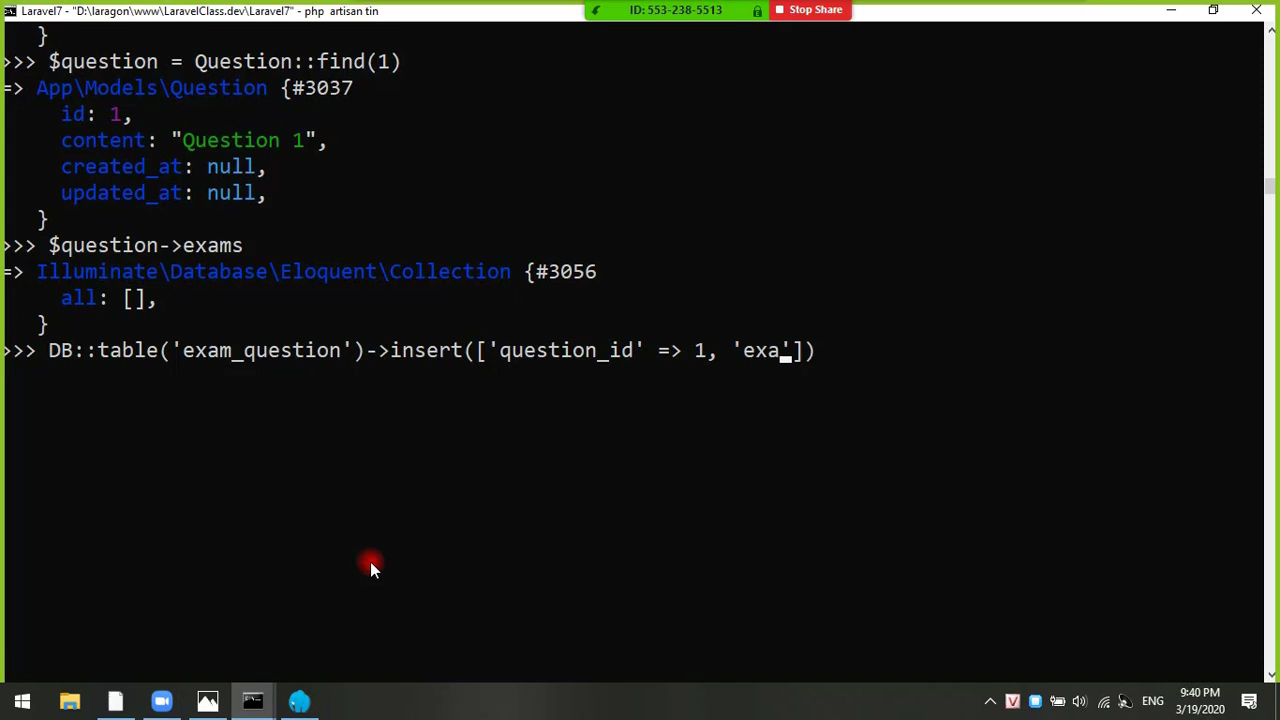 Laravel7 - "D:\laragon\www\LaravelClass.dev\Laravel7" - php  artisan tin
ID: 553-238-5513
Stop Share
}
>>> $question = Question::find(1)
=> App\Models\Question {#3037
id: 1,
content: "Question 1",
created_at: null,
updated_at: null,
}
>>> $question->exams
=> Illuminate\Database\Eloquent\Collection {#3056
all: [],
}
>>> DB::table('exam_question')->insert(['question_id' => 1, 'exa'])
ENG
9:40 PM
3/19/2020